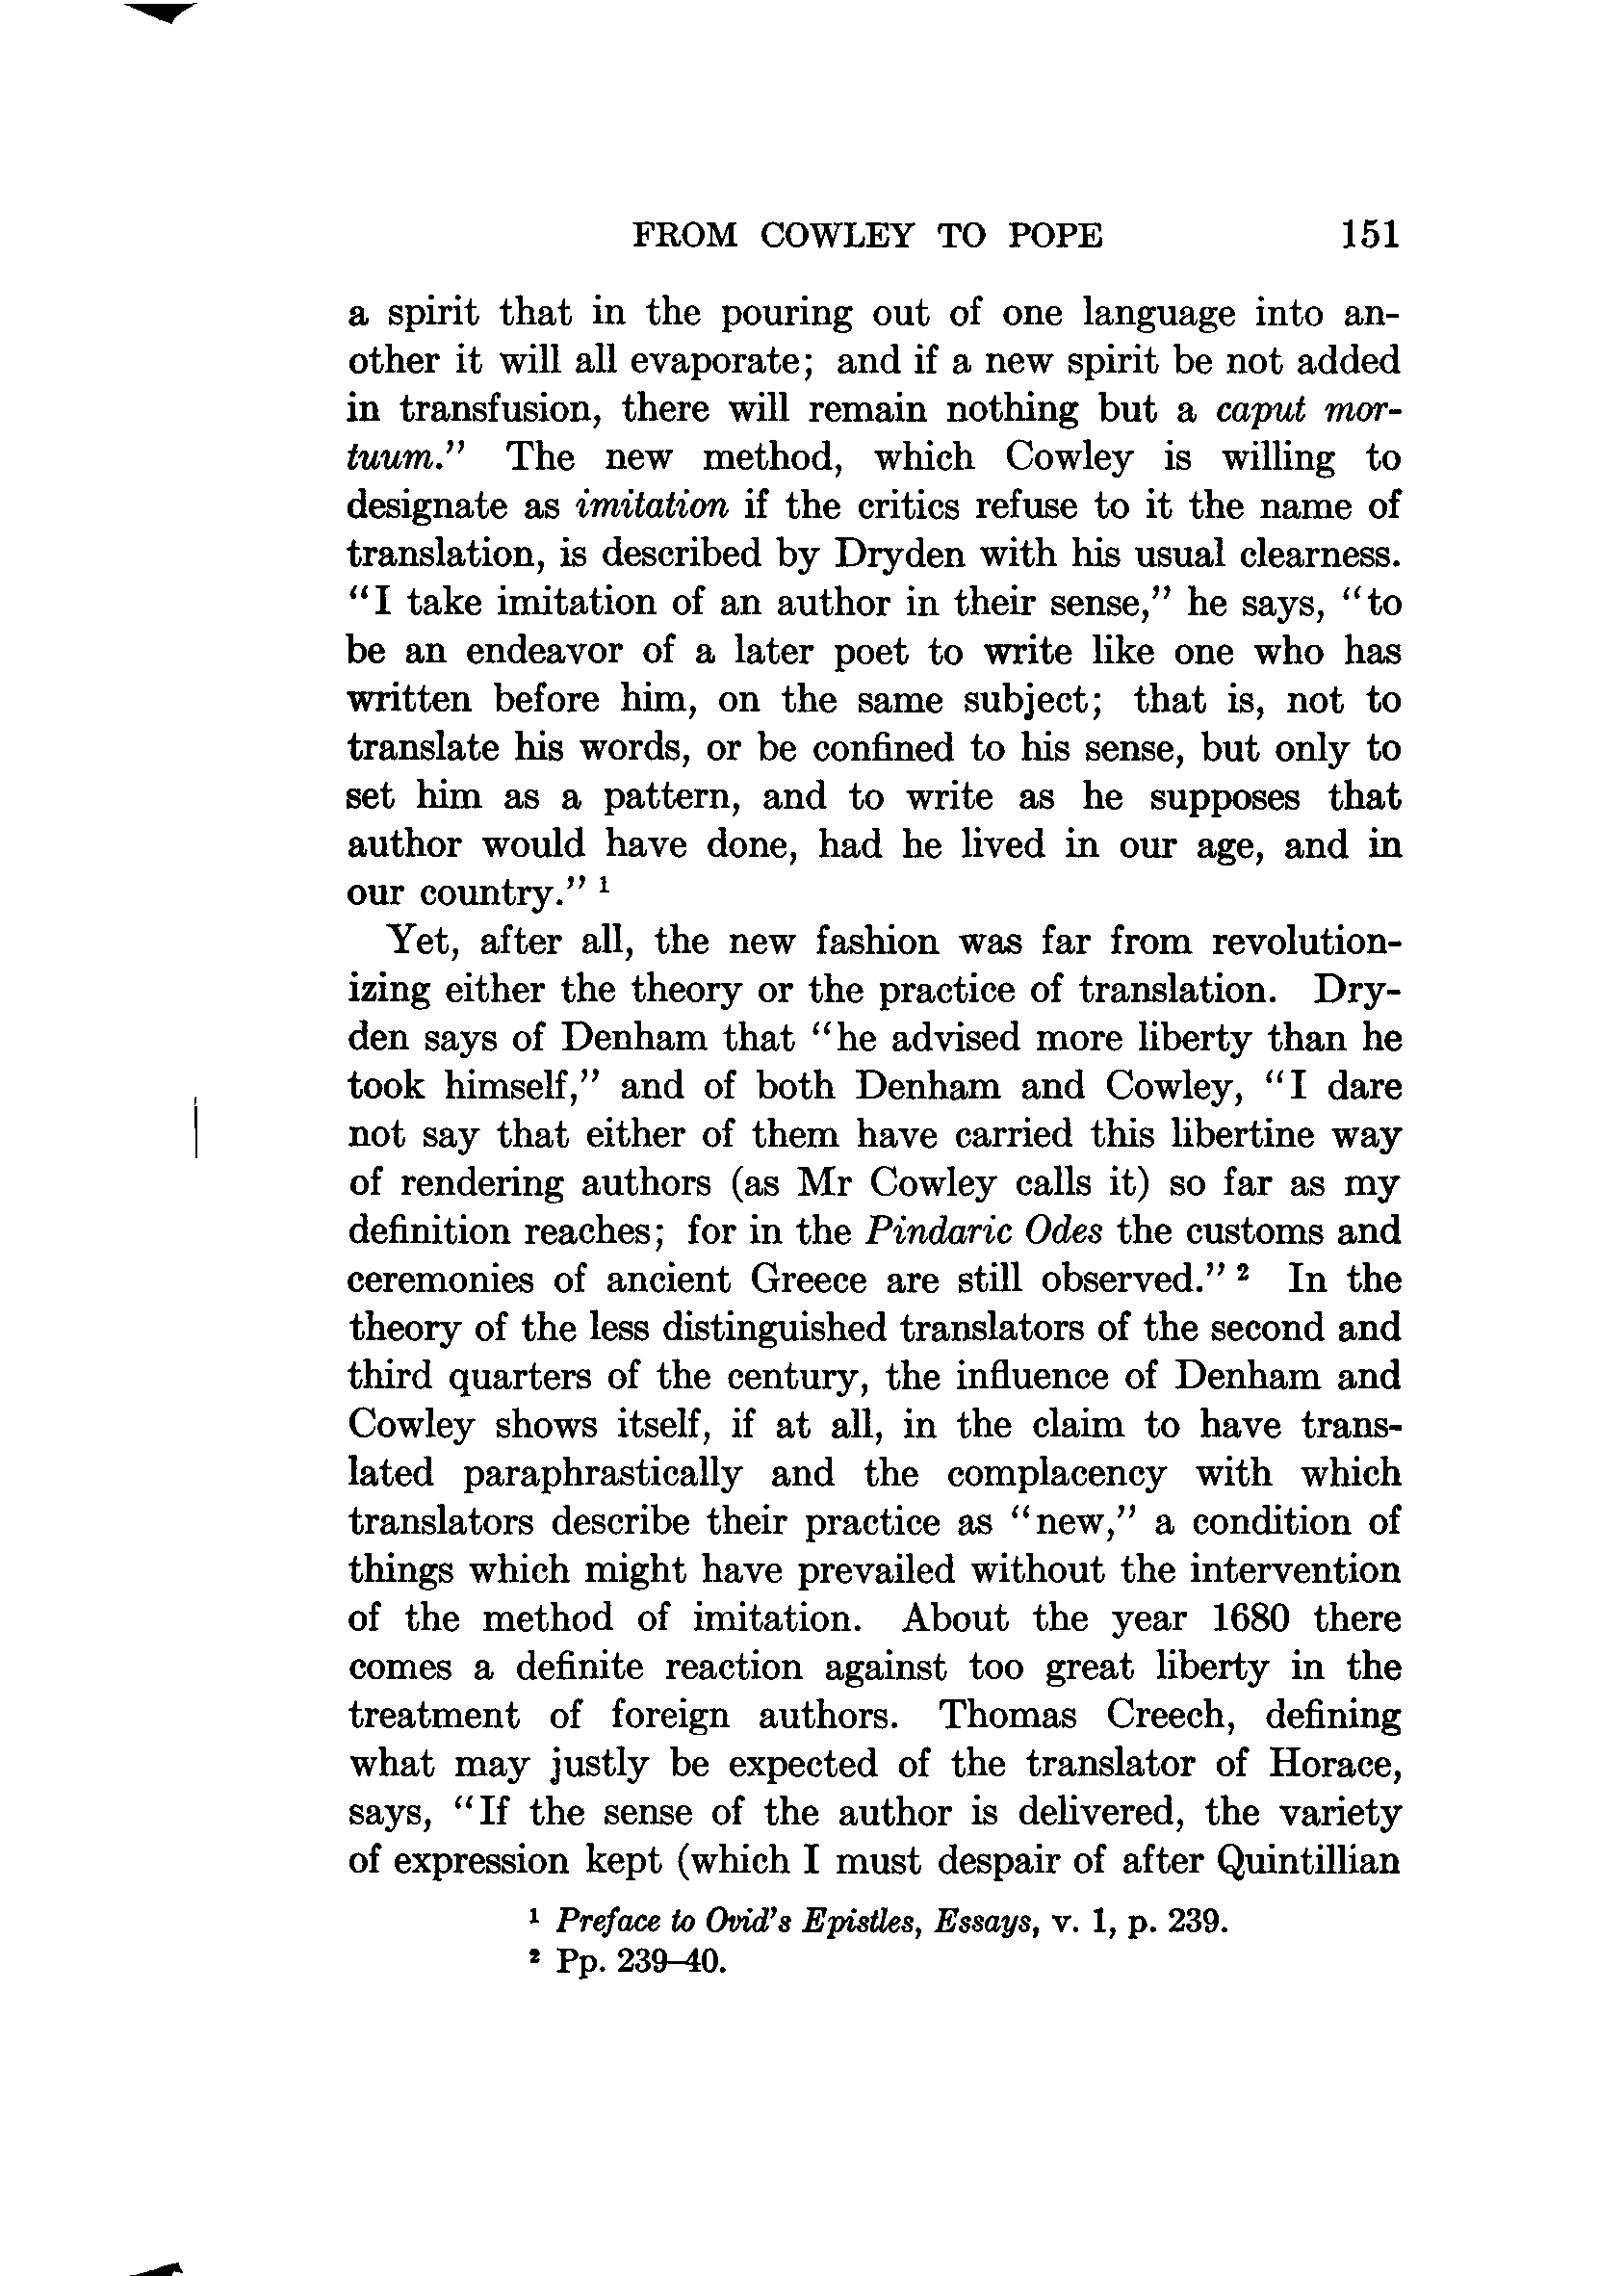 FROM COWLEY TO POPE 151
a spirit that in the pouring out of one language into an-
other it will all evaporate; and if a new spirit be not added
in transfusion, there will remain nothing but a caput mor-
tuum.” The new method, which Cowley is willing to
designate as imitation if the critics refuse to it the name of
translation, is described by Dryden with his usual clearness.
“I take imitation of an author in their sense,” he says, “to
be an endeavor of a later poet to write like one who has
written before him, on the same subject; that is, not to
translate his words, or be confined to his sense, but only to
set him as a pattern, and to write as he supposes that
author would have done, had he lived in our age, and in
our country.” ¹
Yet, after all, the new fashion was far from revolution-
izing either the theory or the practice of translation. Dry-
den says of Denham that “he advised more liberty than he
took himself,” and of both Denham and Cowley, “I dare
not say that either of them have carried this libertine way
of rendering authors (as Mr Cowley calls it) so far as my
definition reaches; for in the Pindaric Odes the customs and
ceremonies of ancient Greece are still observed.” ² In the
theory of the less distinguished translators of the second and
third quarters of the century, the influence of Denham and
Cowley shows itself, if at all, in the claim to have trans-
lated paraphrastically and the complacency with which
translators describe their practice as “new,” a condition of
things which might have prevailed without the intervention
of the method of imitation. About the year 1680 there
comes a definite reaction against too great liberty in the
treatment of foreign authors. Thomas Creech, defining
what may justly be expected of the translator of Horace,
says, “If the sense of the author is delivered, the variety
of expression kept (which I must despair of after Quintillian
¹ Preface to Ovid’s Epistles, Essays, v. 1, p. 239.
² Pp. 239–40.